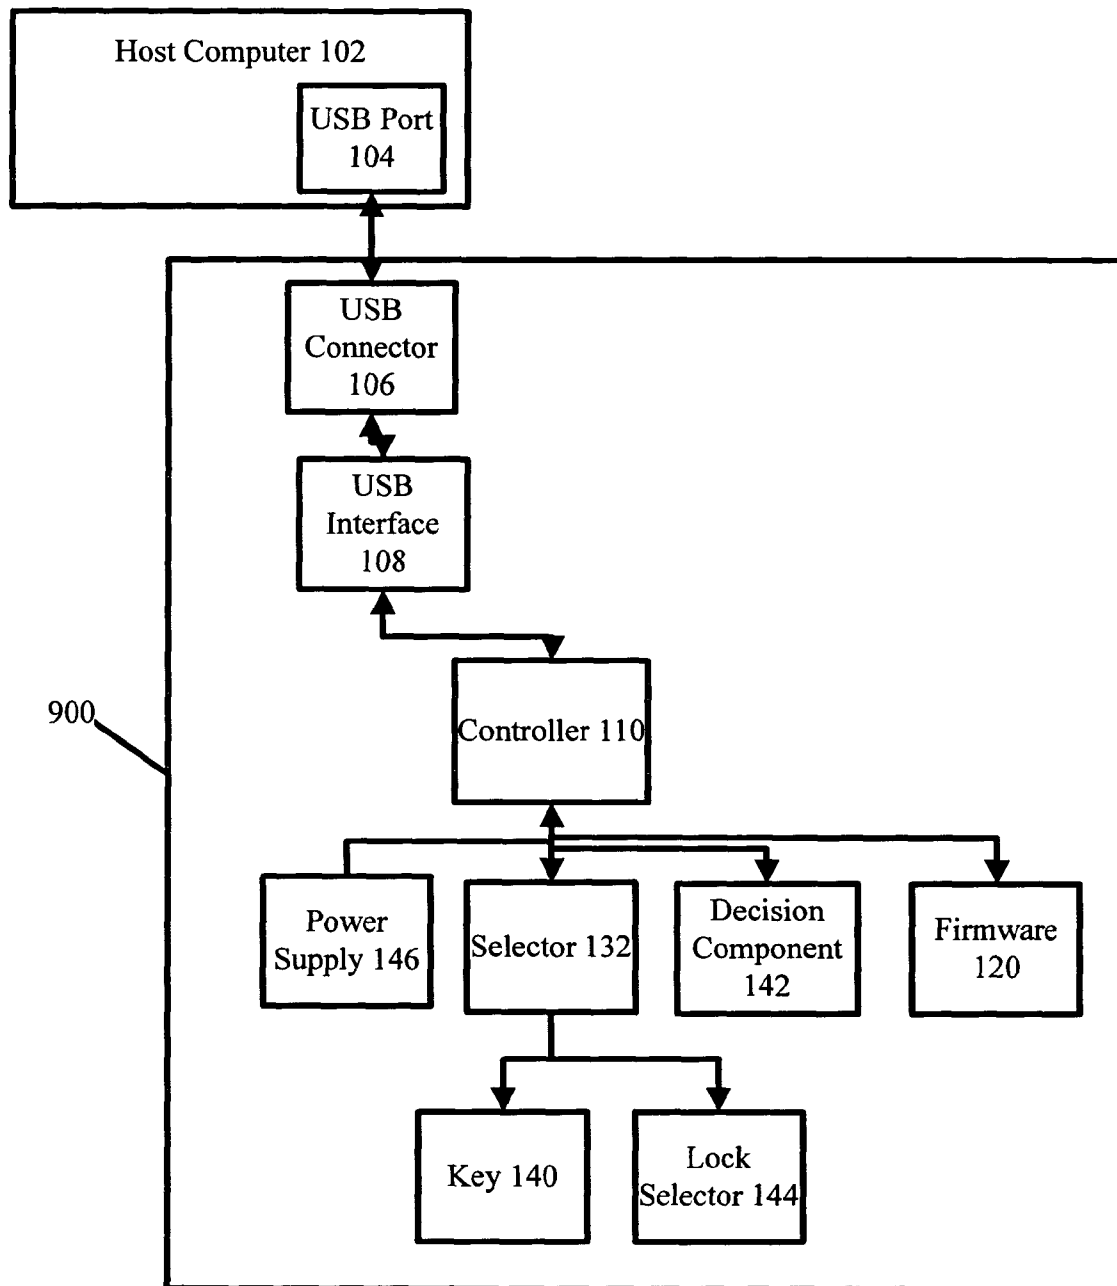 Host Computer 102
USB Port
104
USB
Connector
106
USB
Interface
108
Controller 110
900
Power
Supply 146
Selector 132
Decision
Component
142
Firmware
120
Key 140
Lock
Selector 144